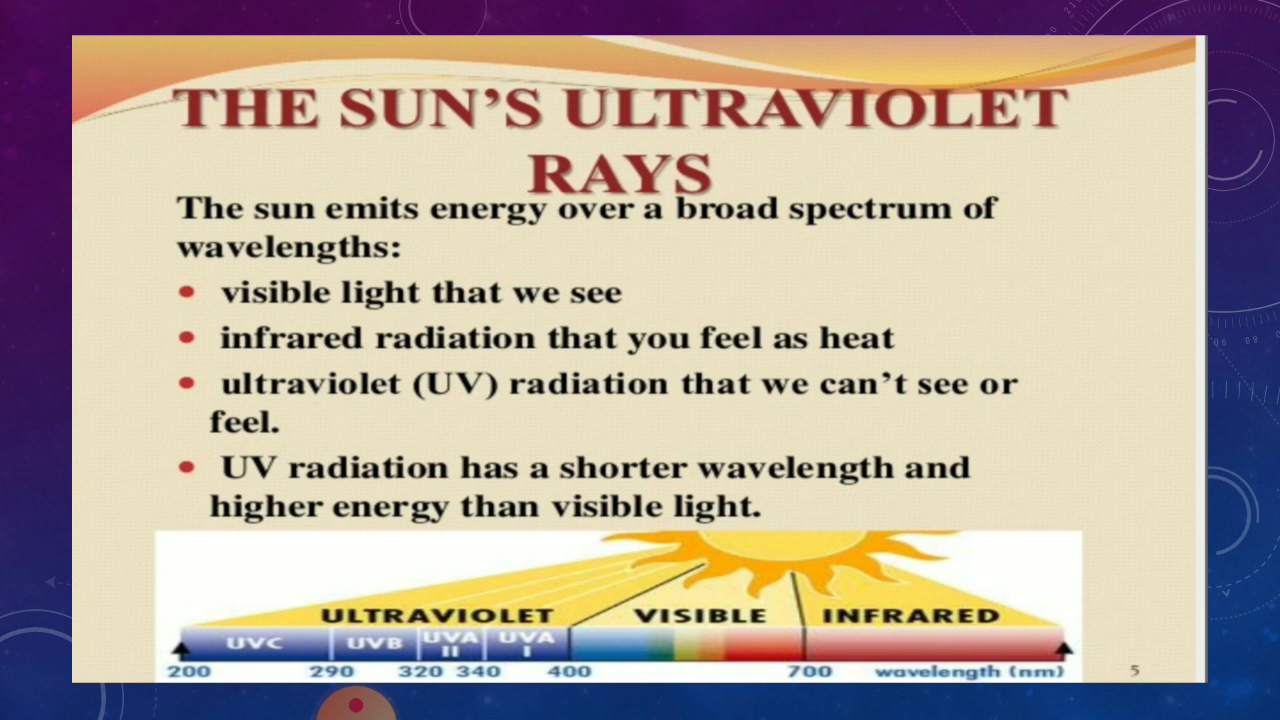 THE SUN’S ULTRAVIOLET
RAYS
The sun emits energy over a broad spectrum of
wavelengths:
• visible light that we see
• infrared radiation that you feel as heat
• ultraviolet (UV) radiation that we can’t see or
feel.
• UV radiation has a shorter wavelength and
higher energy than visible light.
ULTRAVIOLET VISIBLE INFRARED
UVC UVB UVA II UVA I
200 290 320 340 400 700 wavelength (nm)
5